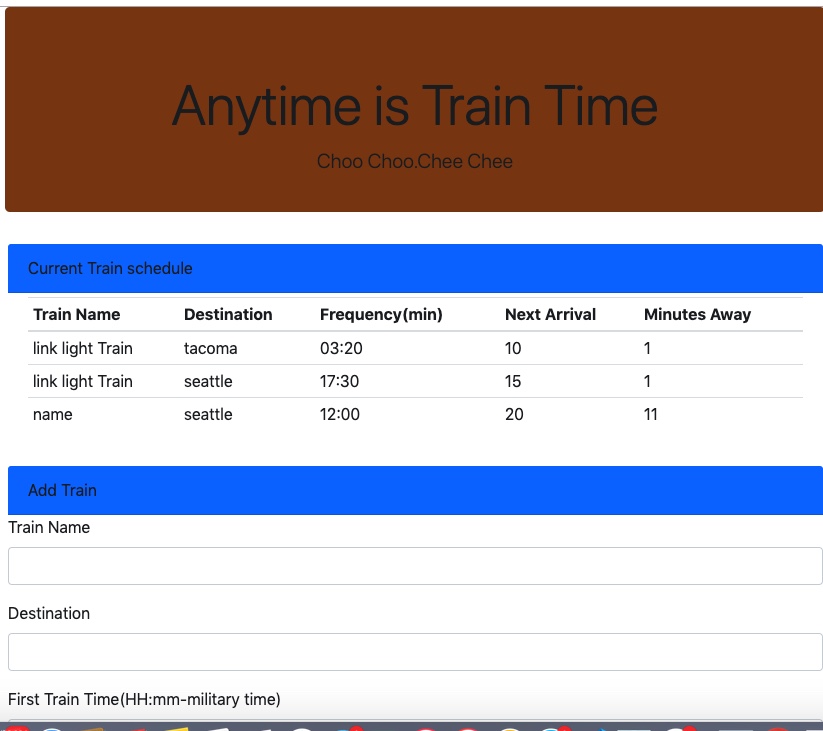 Anytime is Train Time
Choo Choo.Chee Chee
Current Train schedule
Train Name Destination Frequency(min) Next Arrival Minutes Away
link light Train tacoma 03:20 10 1
link light Train seattle 17:30 15 1
name seattle 12:00 20 11
Add Train
Train Name
Destination
First Train Time(HH:mm-military time)